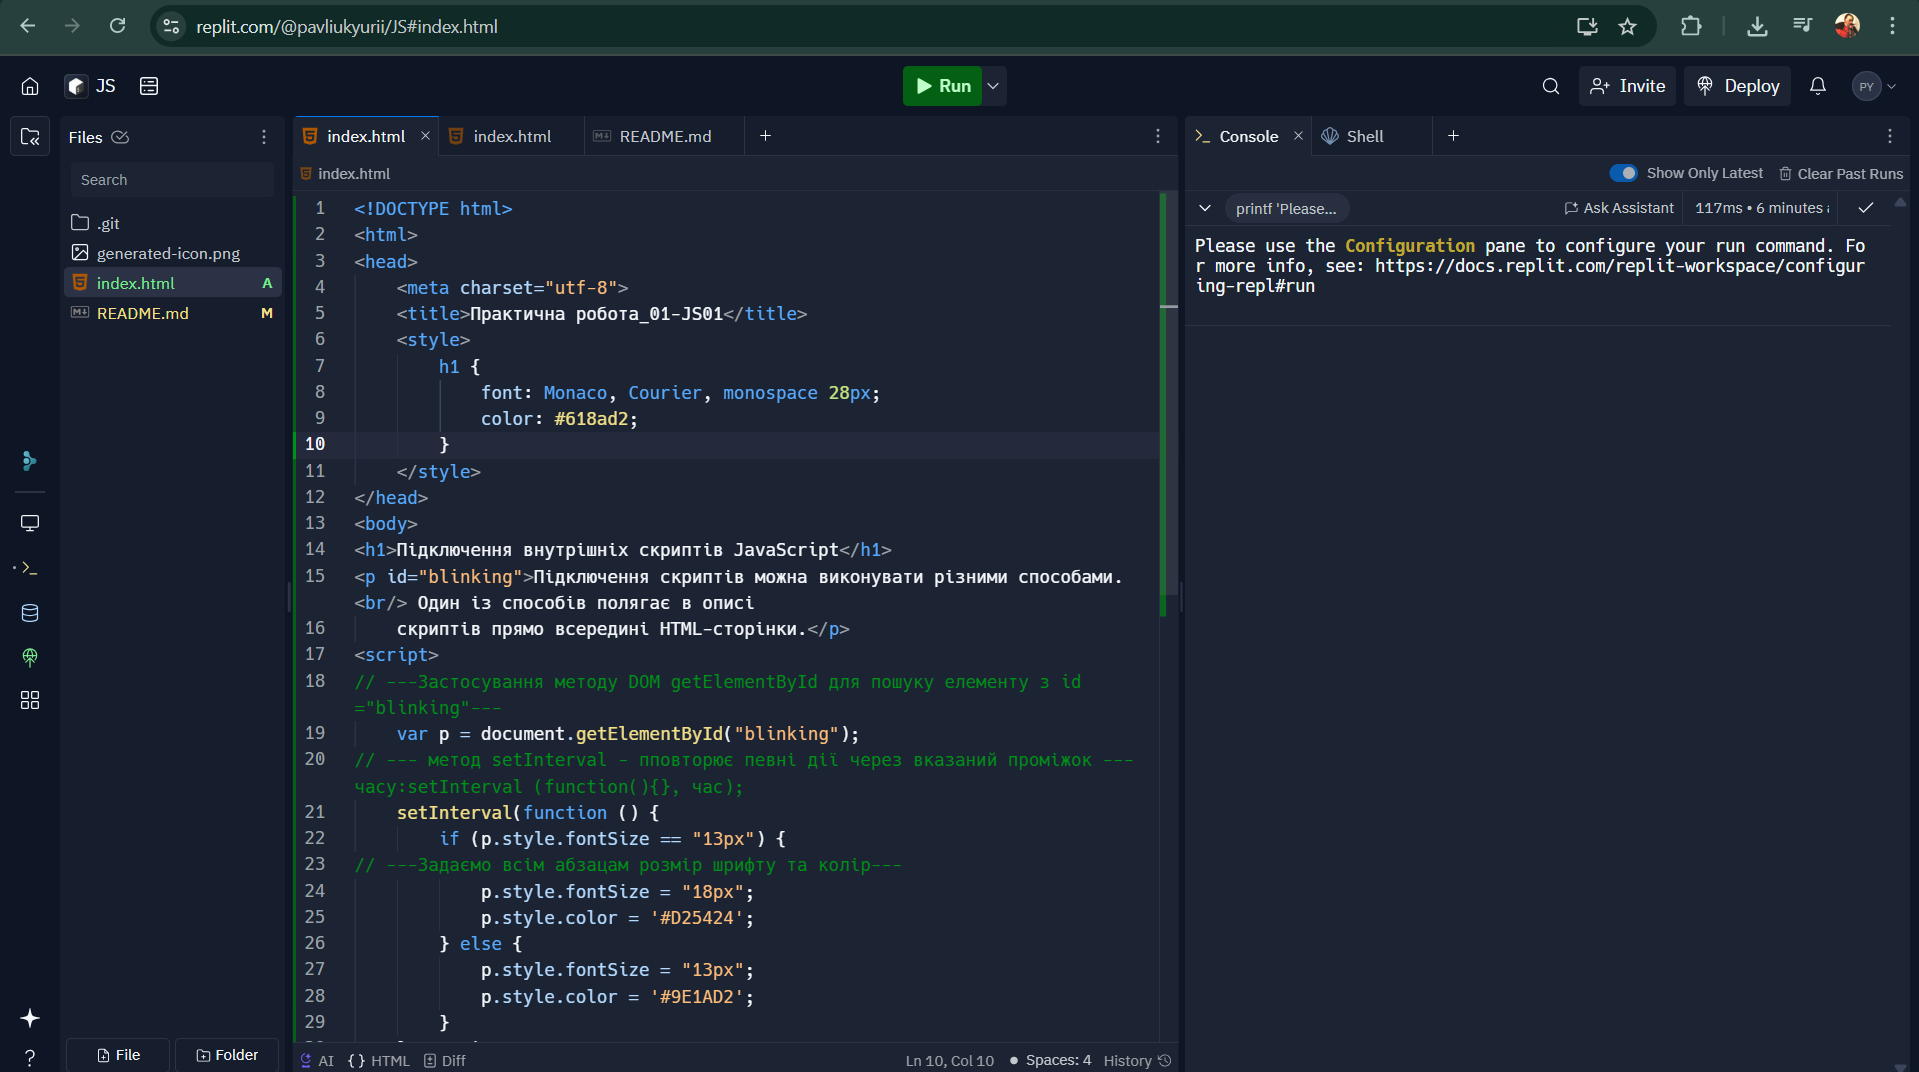 replit.com/@pavliukyurii/JS#index.html
JS
Run
Invite
Deploy
PY
Files
Search
.git
generated-icon.png
index.html A
README.md M
File
Folder
index.html
index.html
README.md
index.html
1 <!DOCTYPE html>
2 <html>
3 <head>
4 <meta charset="utf-8">
5 <title>Практична робота_01-JS01</title>
6 <style>
7 h1 {
8 font: Monaco, Courier, monospace 28px;
9 color: #618ad2;
10 }
11 </style>
12 </head>
13 <body>
14 <h1>Підключення внутрішніх скриптів JavaScript</h1>
15 <p id="blinking">Підключення скриптів можна виконувати різними способами.
<br/> Один із способів полягає в описі
16 скриптів прямо всередині HTML-сторінки.</p>
17 <script>
18 // ---Застосування методу DOM getElementById для пошуку елементу з id
="blinking"---
19 var p = document.getElementById("blinking");
20 // --- метод setInterval - пповторює певні дії через вказаний проміжок ---
часу:setInterval (function(){}, час);
21 setInterval(function () {
22 if (p.style.fontSize == "13px") {
23 // ---Задаємо всім абзацам розмір шрифту та колір---
24 p.style.fontSize = "18px";
25 p.style.color = '#D25424';
26 } else {
27 p.style.fontSize = "13px";
28 p.style.color = '#9E1AD2';
29 }
AI
{} HTML
Diff
Ln 10, Col 10
Spaces: 4
History
Console
Shell
Show Only Latest
Clear Past Runs
printf 'Please...
Ask Assistant
117ms • 6 minutes
Please use the Configuration pane to configure your run command. Fo
r more info, see: https://docs.replit.com/replit-workspace/configur
ing-repl#run